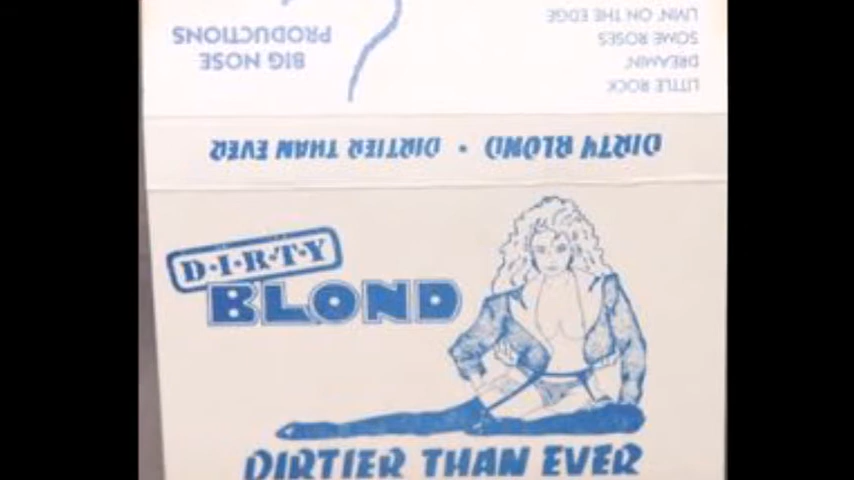 LIVIN' ON THE EDGE
SOME ROSES
DREAMIN'
LITTLE ROCK
BIG NOSE
PRODUCTIONS
DIRTY BLOND • DIRTIER THAN EVER
D·I·R·T·Y
BLOND
DIRTIER THAN EVER